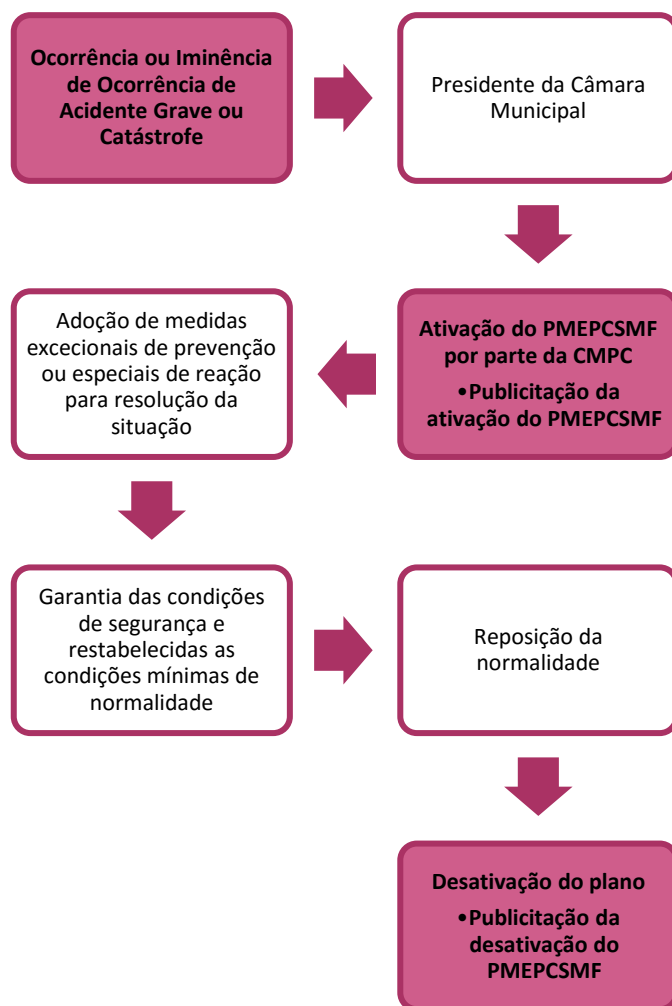 Ocorrência ou Iminência
de Ocorrência de
Acidente Grave ou
Catástrofe
Presidente da Câmara
Municipal
Ativação do PMEPCSMF
por parte da CMPC
•Publicitação da
ativação do PMEPCSMF
Adoção de medidas
excecionais de prevenção
ou especiais de reação
para resolução da
situação
Garantia das condições
de segurança e
restabelecidas as
condições mínimas de
normalidade
Reposição da
normalidade
Desativação do plano
•Publicitação da
desativação do
PMEPCSMF